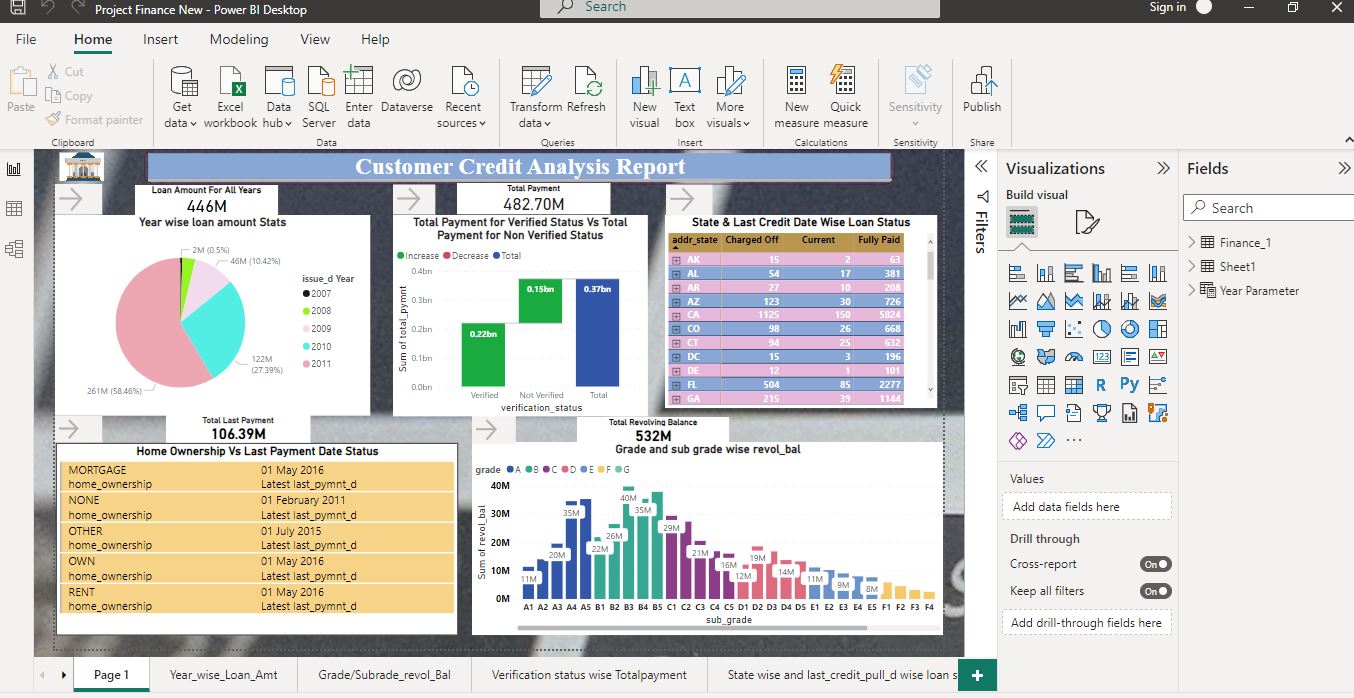 Project Finance New - Power BI Desktop
Search
Sign in
File
Home
Insert
Modeling
View
Help
Paste
Cut
Copy
Format painter
Clipboard
Get data
Excel workbook
Data hub
SQL Server
Enter data
Dataverse
Recent sources
Data
Transform data
Refresh
Queries
New visual
Text box
More visuals
Insert
New measure
Quick measure
Calculations
Sensitivity
Sensitivity
Publish
Share
Customer Credit Analysis Report
Loan Amount For All Years
446M
Year wise loan amount Stats
2M (0.5%)
46M (10.42%)
122M
(27.39%)
261M (58.46%)
issue_d Year
2007
2008
2009
2010
2011
Total Payment
482.70M
Total Payment for Verified Status Vs Total
Payment for Non Verified Status
Increase Decrease Total
Sum of total_pymnt
0.4bn
0.3bn
0.2bn
0.1bn
0.0bn
0.22bn
0.15bn
0.37bn
Verified Not Verified Total
verification_status
State & Last Credit Date Wise Loan Status
addr_state Charged Off Current Fully Paid
AK 15 2 63
AL 54 17 381
AR 27 10 208
AZ 123 30 726
CA 1125 150 5824
CO 98 26 668
CT 94 25 632
DC 15 3 196
DE 12 1 101
FL 504 85 2277
GA 215 39 1144
Total Last Payment
106.39M
Home Ownership Vs Last Payment Date Status
MORTGAGE 01 May 2016
home_ownership Latest last_pymnt_d
NONE 01 February 2011
home_ownership Latest last_pymnt_d
OTHER 01 July 2015
home_ownership Latest last_pymnt_d
OWN 01 May 2016
home_ownership Latest last_pymnt_d
RENT 01 May 2016
home_ownership Latest last_pymnt_d
Total Revolving Balance
532M
Grade and sub grade wise revol_bal
grade A B C D E F G
Sum of revol_bal
40M
30M
20M
10M
0M
11M
20M
35M
22M
26M
40M
35M
29M
21M
16M
12M
19M
14M
11M
9M
8M
A1 A2 A3 A4 A5 B1 B2 B3 B4 B5 C1 C2 C3 C4 C5 D1 D2 D3 D4 D5 E1 E2 E3 E4 E5 F1 F2 F3 F4
sub_grade
Filters
Visualizations
Build visual
123
R
Py
Values
Add data fields here
Drill through
Cross-report
On
Keep all filters
On
Add drill-through fields here
Fields
Search
Finance_1
Sheet1
Year Parameter
Page 1
Year_wise_Loan_Amt
Grade/Subrade_revol_Bal
Verification status wise Totalpayment
State wise and last_credit_pull_d wise loan s